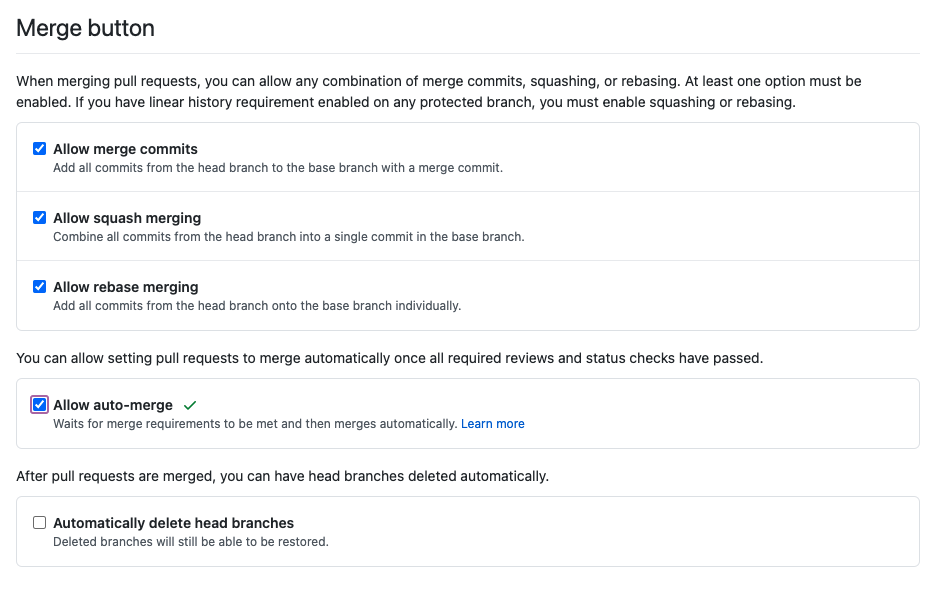 Merge button
When merging pull requests, you can allow any combination of merge commits, squashing, or rebasing. At least one option must be
enabled. If you have linear history requirement enabled on any protected branch, you must enable squashing or rebasing.
Allow merge commits
Add all commits from the head branch to the base branch with a merge commit.
Allow squash merging
Combine all commits from the head branch into a single commit in the base branch.
Allow rebase merging
Add all commits from the head branch onto the base branch individually.
You can allow setting pull requests to merge automatically once all required reviews and status checks have passed.
Allow auto-merge
Waits for merge requirements to be met and then merges automatically. Learn more
After pull requests are merged, you can have head branches deleted automatically.
Automatically delete head branches
Deleted branches will still be able to be restored.